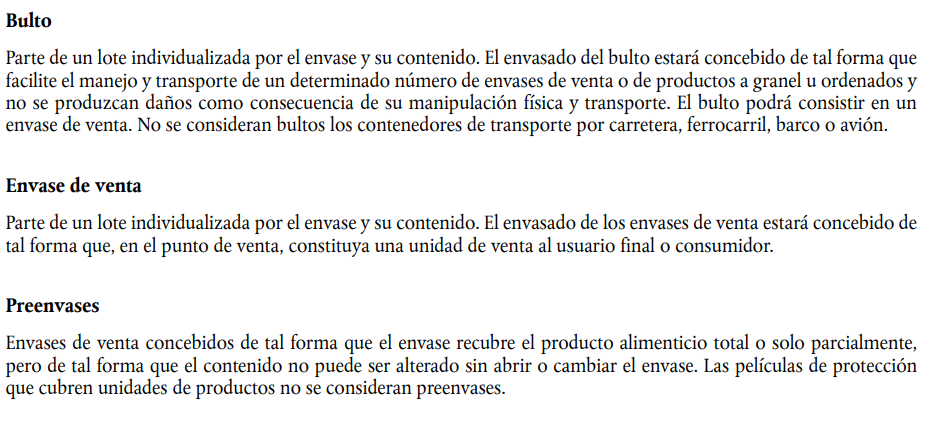 Bulto
Parte de un lote individualizada por el envase y su contenido. El envasado del bulto estará concebido de tal forma que
facilite el manejo y transporte de un determinado número de envases de venta o de productos a granel u ordenados y
no se produzcan daños como consecuencia de su manipulación física y transporte. El bulto podrá consistir en un
envase de venta. No se consideran bultos los contenedores de transporte por carretera, ferrocarril, barco o avión.
Envase de venta
Parte de un lote individualizada por el envase y su contenido. El envasado de los envases de venta estará concebido de
tal forma que, en el punto de venta, constituya una unidad de venta al usuario final o consumidor.
Preenvases
Envases de venta concebidos de tal forma que el envase recubre el producto alimenticio total o solo parcialmente,
pero de tal forma que el contenido no puede ser alterado sin abrir o cambiar el envase. Las películas de protección
que cubren unidades de productos no se consideran preenvases.